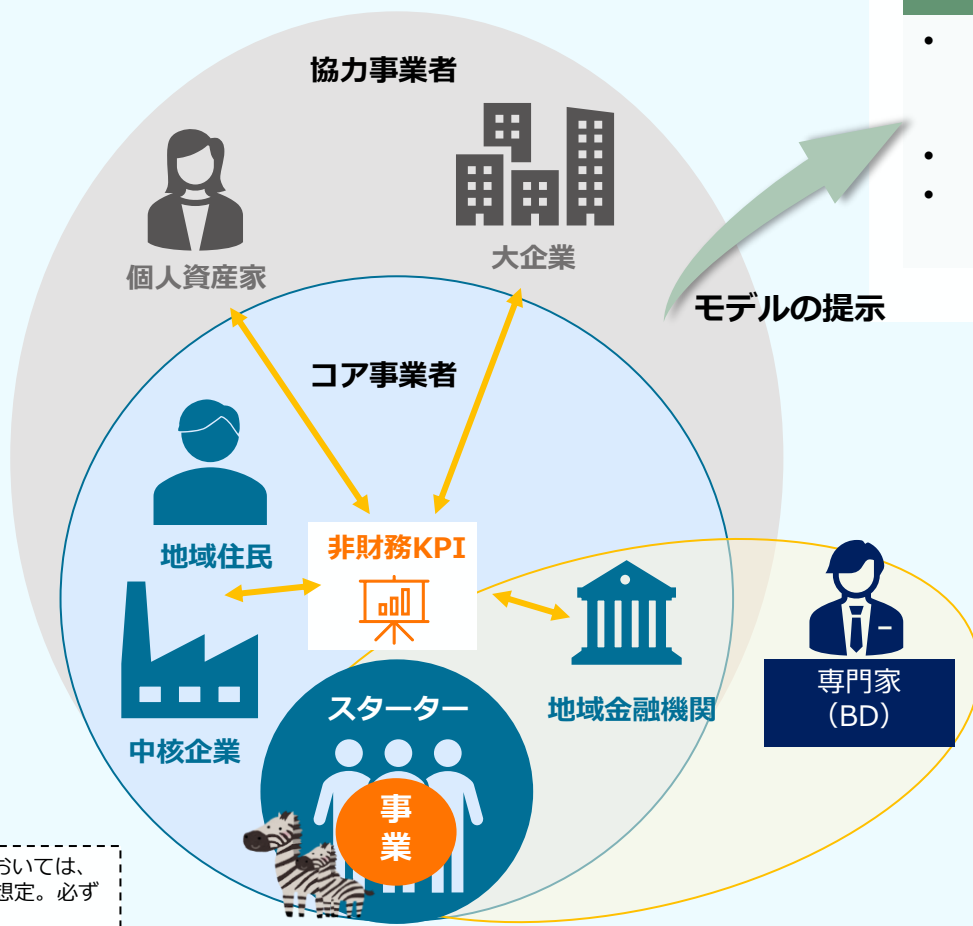 協力事業者
個人資産家
大企業
モデルの提示
コア事業者
地域住民
非財務KPI
中核企業
地域金融機関
専門家
（BD）
スターター
事
業
おいては、
想定。必ず